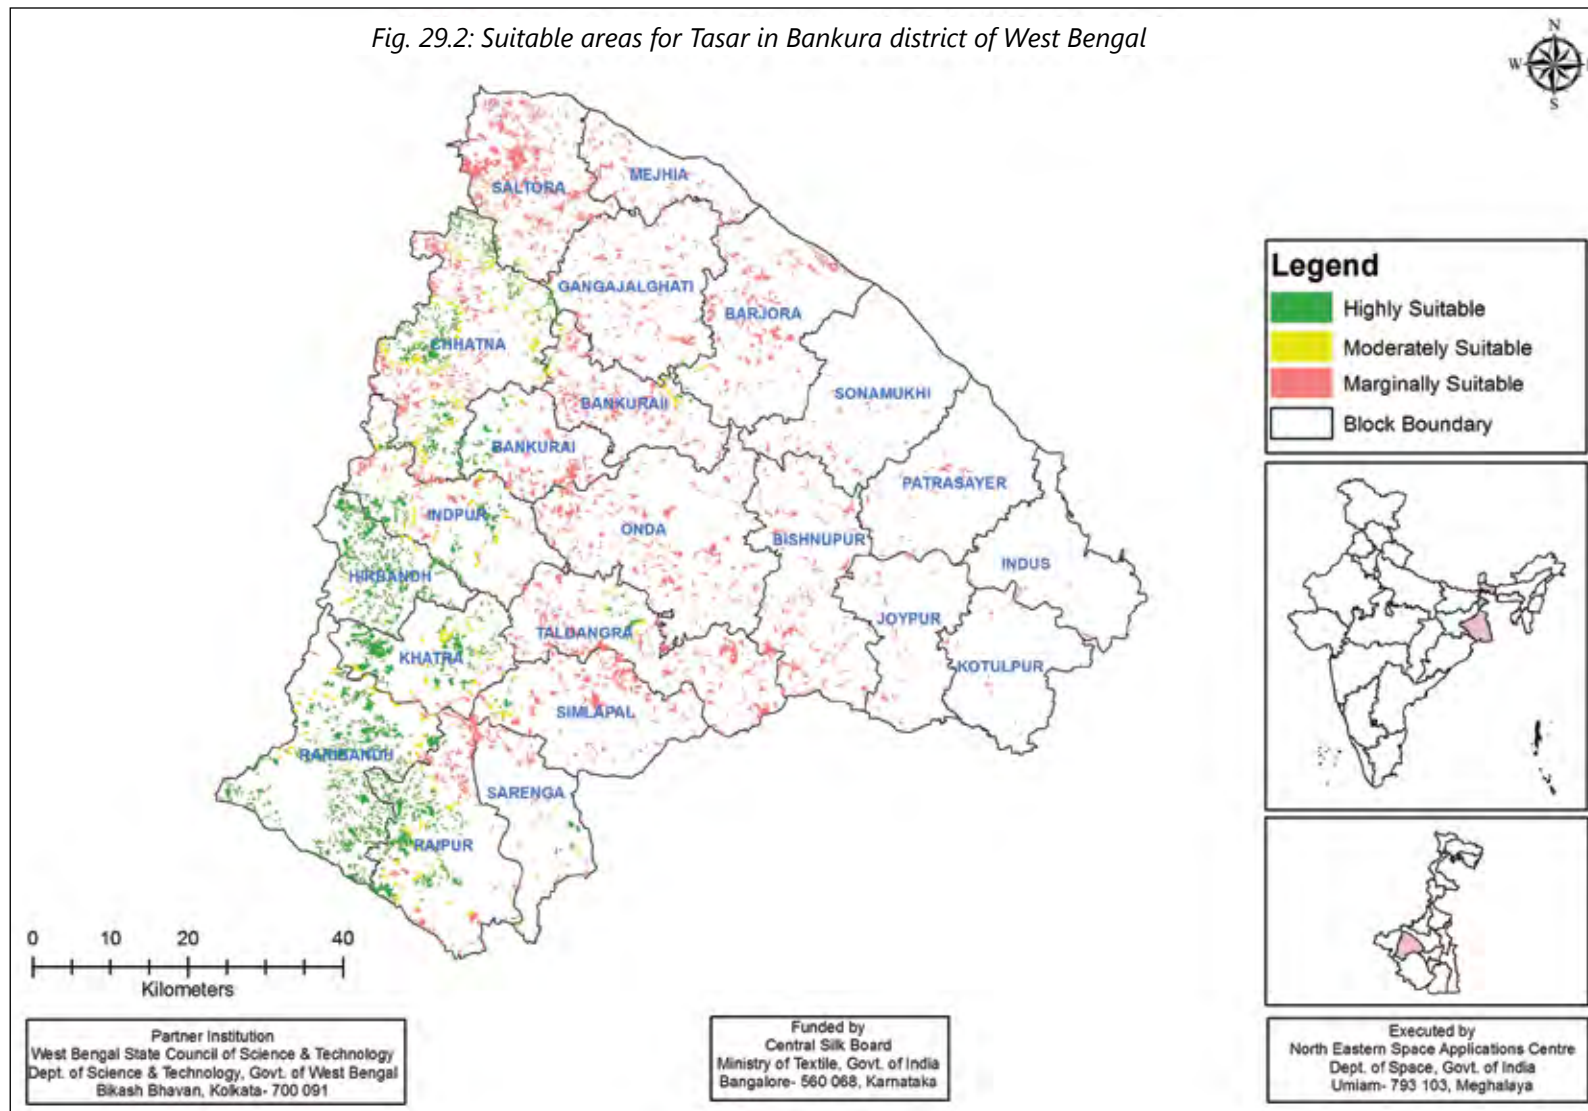 Fig. 29.2: Suitable areas for Tasar in Bankura district of West Bengal
N
W
S
SALTORA
MEJHIA
GANGAJALGHATI
BARJORA
CHHATNA
BANKURAII
SONAMUKHI
BANKURAI
PATRASAYER
INDPUR
ONDA
BISHNUPUR
INDUS
HIRBANDH
JOYPUR
TALDANGRA
KHATRA
KOTULPUR
SIMLAPAL
RANIBANDH
SARENGA
RAIPUR
Legend
Highly Suitable
Moderately Suitable
Marginally Suitable
Block Boundary
0 10 20 40
Kilometers
Partner Institution
West Bengal State Council of Science & Technology
Dept. of Science & Technology, Govt. of West Bengal
Bikash Bhavan, Kolkata- 700 091
Funded by
Central Silk Board
Ministry of Textile, Govt. of India
Bangalore- 560 068, Karnataka
Executed by
North Eastern Space Applications Centre
Dept. of Space, Govt. of India
Umiam- 793 103, Meghalaya